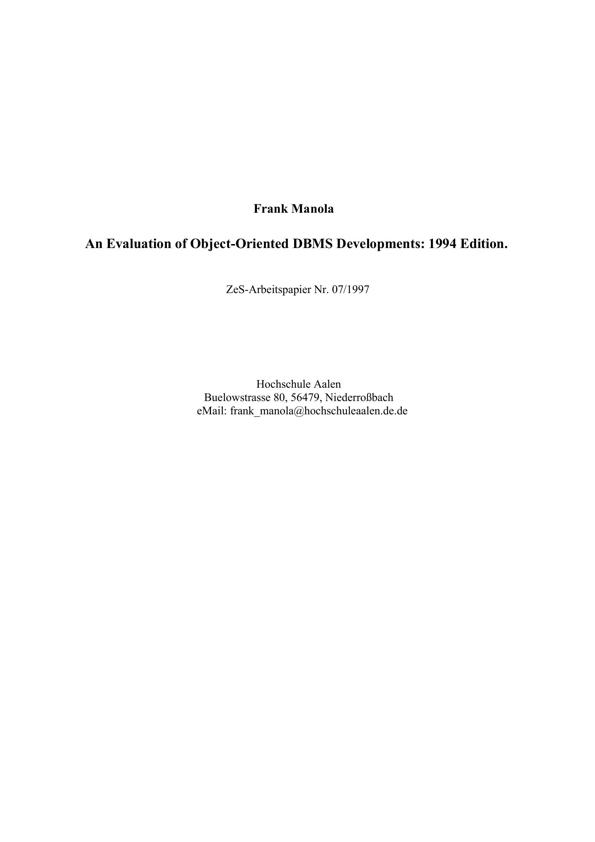 Frank Manola
An Evaluation of Object-Oriented DBMS Developments: 1994 Edition.
ZeS-Arbeitspapier Nr. 07/1997
Hochschule Aalen
Buelowstrasse 80, 56479, Niederroßbach
eMail: frank_manola@hochschuleaalen.de.de